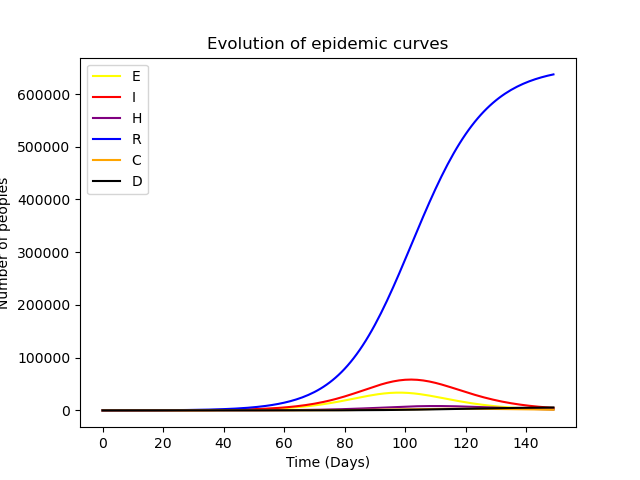 Evolution of epidemic curves
E
I
H
R
C
D
Number of peoples
600000
500000
400000
300000
200000
100000
0
0 20 40 60 80 100 120 140
Time (Days)